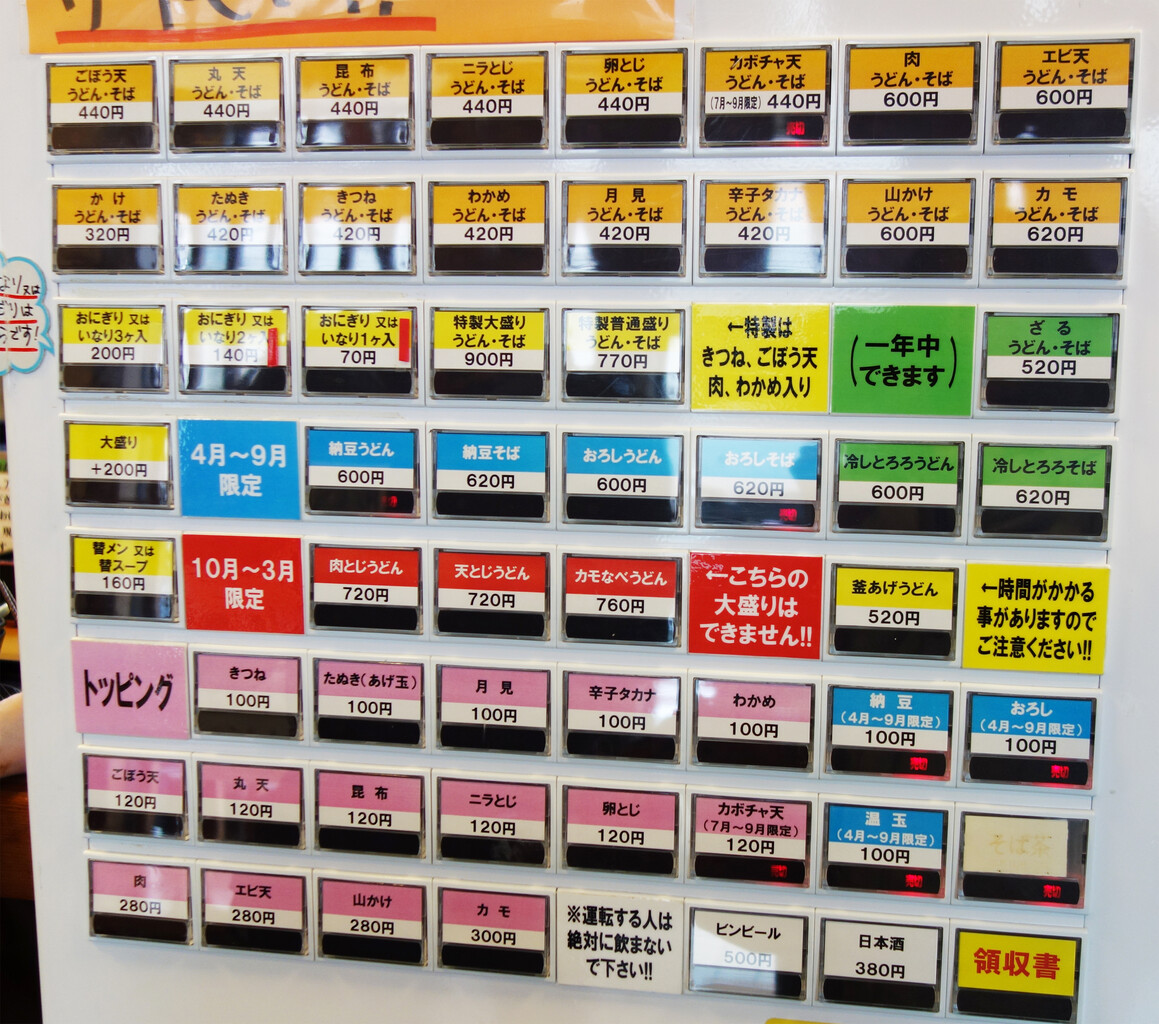 ごぼう天
うどん・そば
440円
丸 天
うどん・そば
440円
昆 布
うどん・そば
440円
ニラとじ
うどん・そば
440円
卵とじ
うどん・そば
440円
カボチャ天
うどん・そば
(7月～9月限定) 440円
売切
肉
うどん・そば
600円
エビ天
うどん・そば
600円
か け
うどん・そば
320円
たぬき
うどん・そば
420円
きつね
うどん・そば
420円
わかめ
うどん・そば
420円
月 見
うどん・そば
420円
辛子タカナ
うどん・そば
420円
山かけ
うどん・そば
600円
カ モ
うどん・そば
620円
おにぎり 又は
いなり3ヶ入
200円
おにぎり 又は
いなり2ヶ入
140円
おにぎり 又は
いなり1ヶ入
70円
特製大盛り
うどん・そば
900円
特製普通盛り
うどん・そば
770円
←特製は
きつね、ごぼう天
肉、わかめ入り
(一年中
できます)
ざ る
うどん・そば
520円
大盛り
+200円
4月～9月
限定
納豆うどん
600円
売切
納豆そば
620円
おろしうどん
600円
おろしそば
620円
売切
冷しとろろうどん
600円
冷しとろろそば
620円
替メン 又は
替スープ
160円
10月～3月
限定
肉とじうどん
720円
天とじうどん
720円
カモなべうどん
760円
←こちらの
大盛りは
できません!!
釜あげうどん
520円
←時間がかかる
事がありますので
ご注意ください!!
トッピング
きつね
100円
たぬき(あげ玉)
100円
月 見
100円
辛子タカナ
100円
わかめ
100円
納 豆
(4月～9月限定)
100円
売切
おろし
(4月～9月限定)
100円
売切
ごぼう天
120円
丸 天
120円
昆 布
120円
ニラとじ
120円
卵とじ
120円
カボチャ天
(7月～9月限定)
120円
売切
温 玉
(4月～9月限定)
100円
売切
そば茶
売切
肉
280円
エビ天
280円
山かけ
280円
カ モ
300円
※運転する人は
絶対に飲まない
で下さい!!
ビンビール
500円
日本酒
380円
領収書